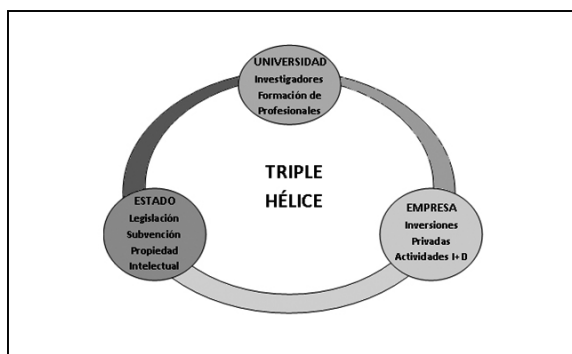 UNIVERSIDAD
Investigadores
Formación de
Profesionales
TRIPLE
HÉLICE
ESTADO
Legislación
Subvención
Propiedad
Intelectual
EMPRESA
Inversiones
Privadas
Actividades I+D